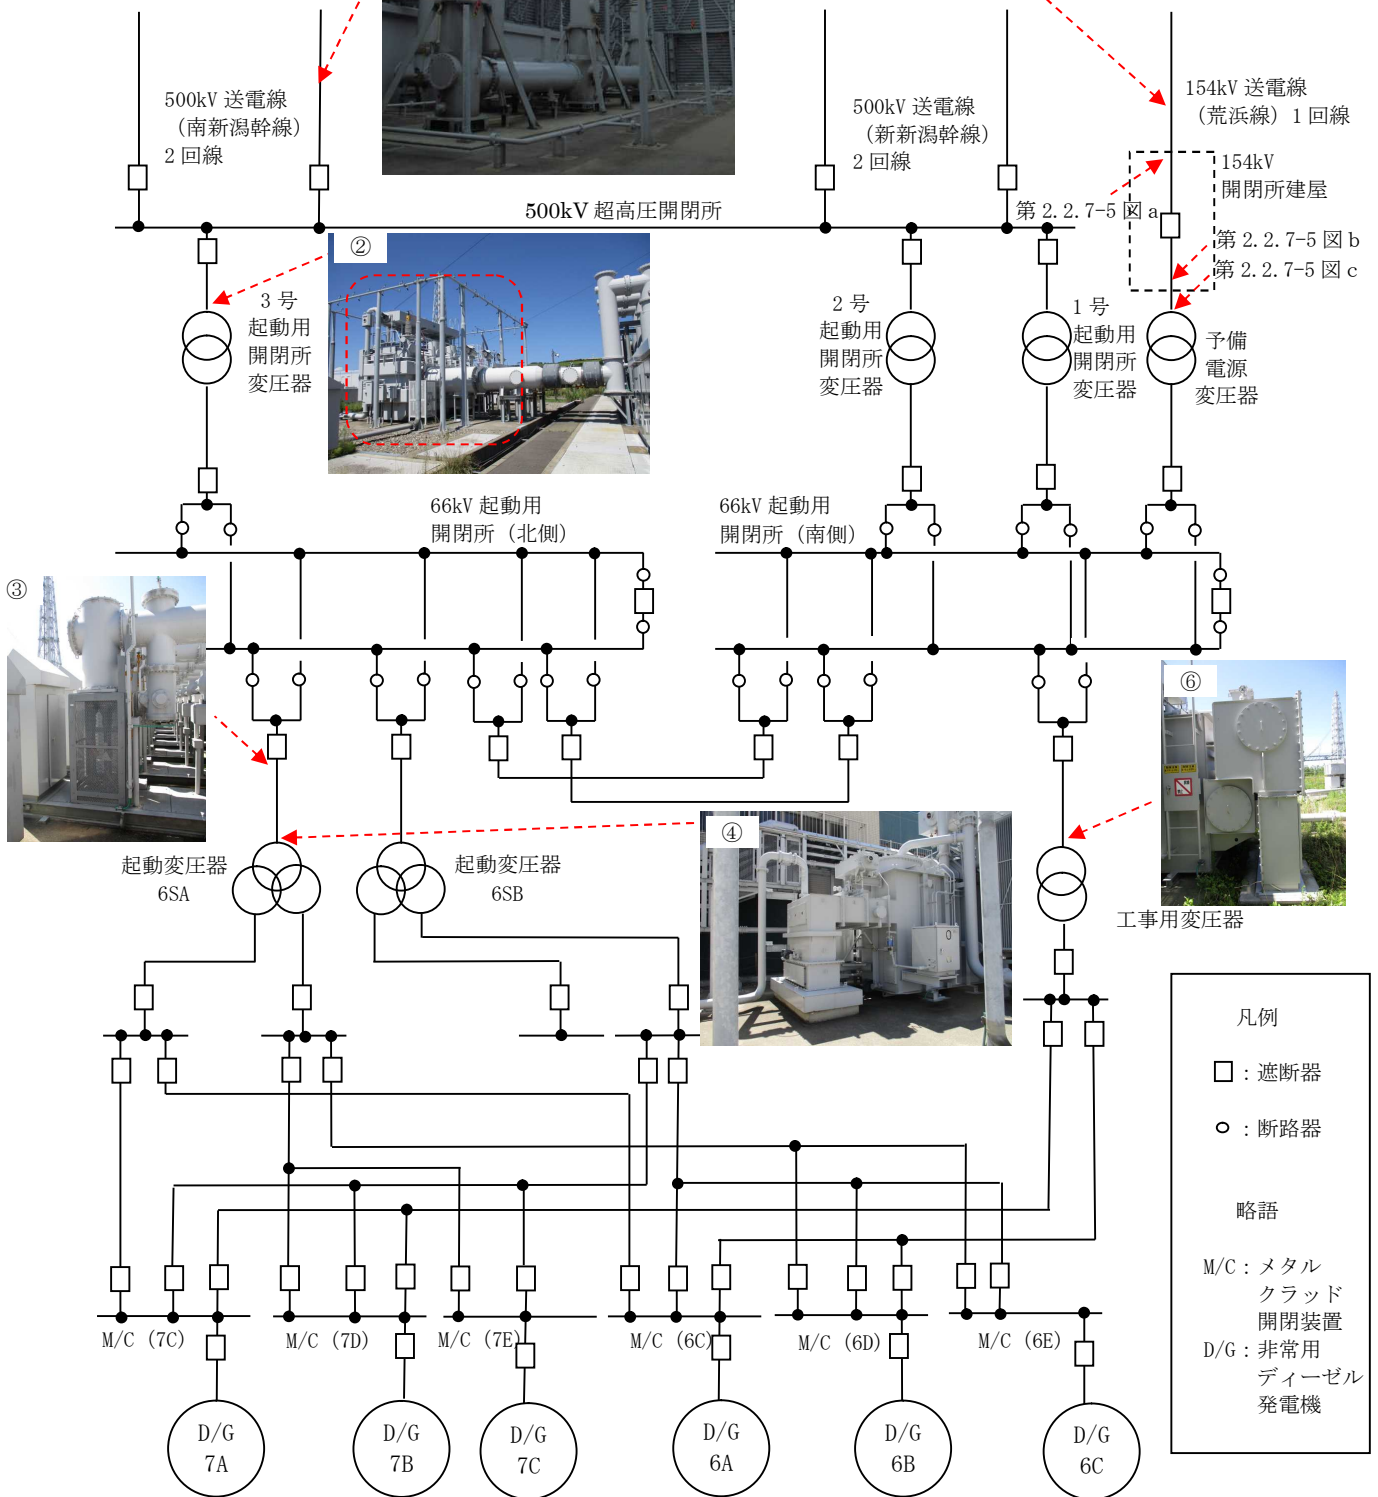 500kV 送電線
（南新潟幹線）
2 回線
500kV 送電線
（新新潟幹線）
2 回線
154kV 送電線
（荒浜線）1 回線
154kV
開閉所建屋
500kV 超高圧開閉所
第 2.2.7-5 図 a
第 2.2.7-5 図 b
第 2.2.7-5 図 c
②
3 号
起動用
開閉所
変圧器
2 号
起動用
開閉所
変圧器
1 号
起動用
開閉所
変圧器
予備
電源
変圧器
66kV 起動用
開閉所（北側）
66kV 起動用
開閉所（南側）
③
⑥
④
起動変圧器
6SA
起動変圧器
6SB
工事用変圧器
凡例
：遮断器
：断路器
略語
M/C：メタル
クラッド
開閉装置
D/G：非常用
ディーゼル
発電機
M/C（7C）
M/C（7D）
M/C（7E）
M/C（6C）
M/C（6D）
M/C（6E）
D/G
7A
D/G
7B
D/G
7C
D/G
6A
D/G
6B
D/G
6C